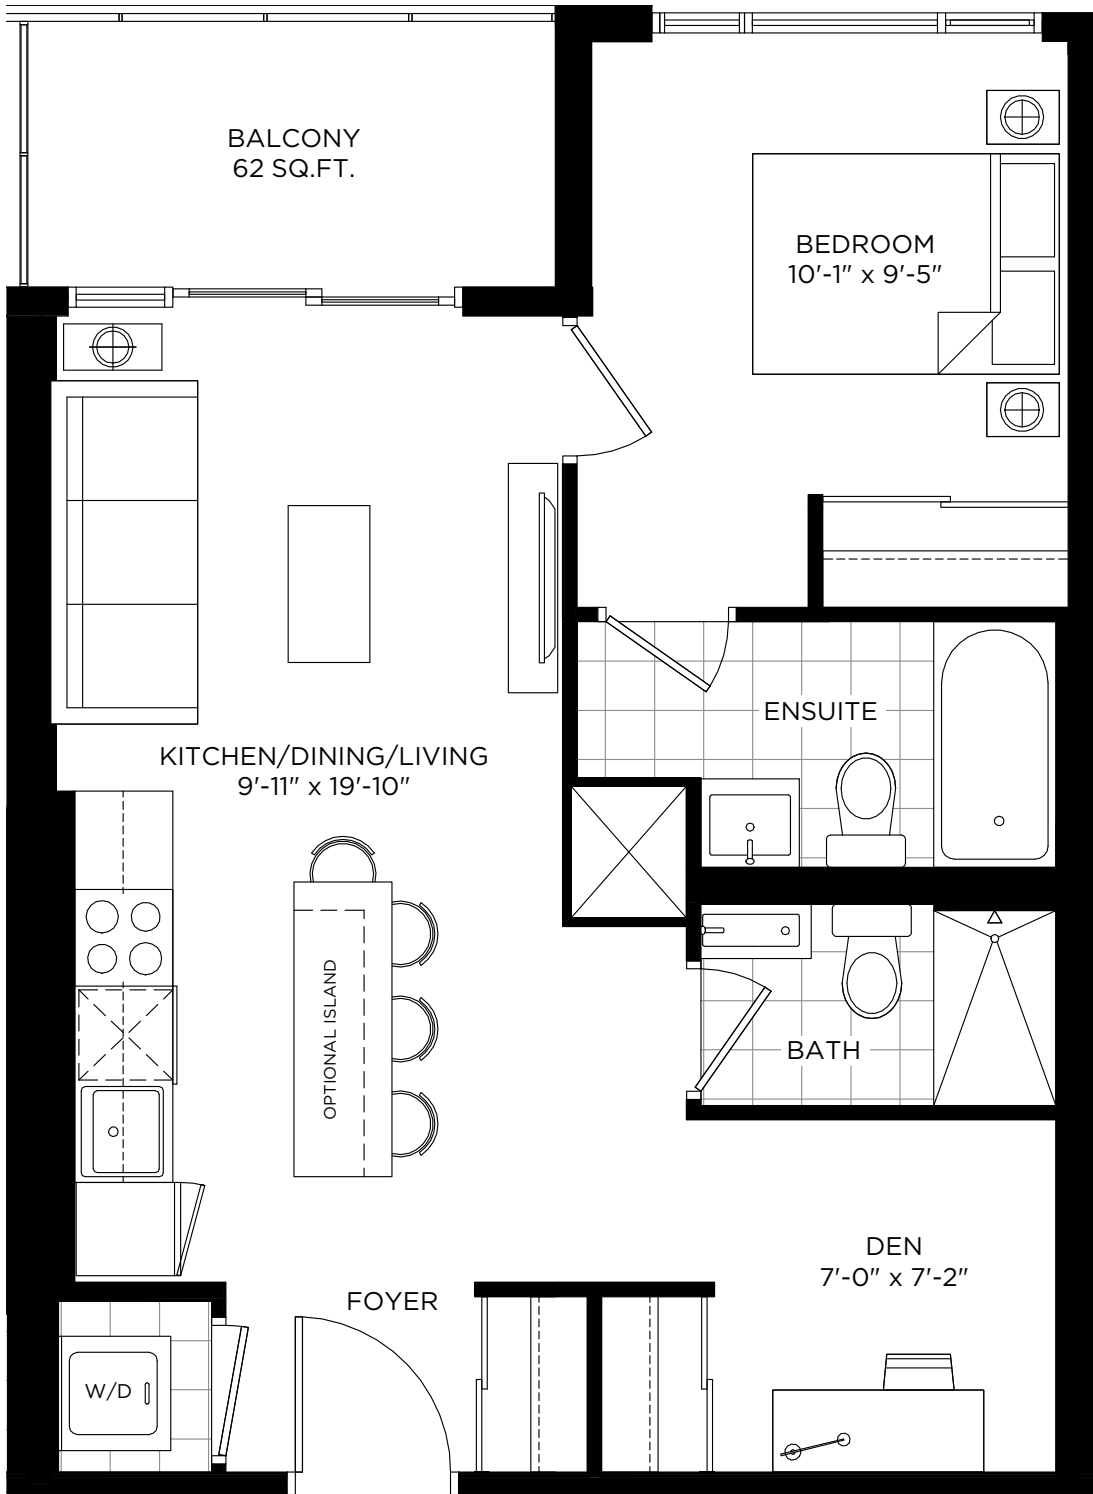 BALCONY
62 SQ.FT.
BEDROOM
10'-1" x 9'-5"
ENSUITE
KITCHEN/DINING/LIVING
9'-11" x 19'-10"
OPTIONAL ISLAND
BATH
DEN
7'-0" x 7'-2"
FOYER
W/D